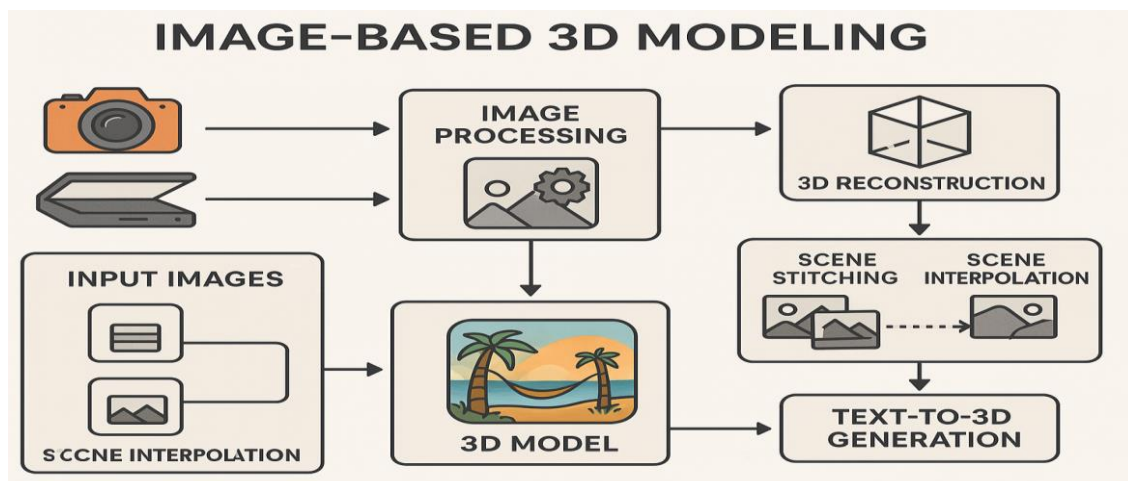 IMAGE-BASED 3D MODELING
IMAGE
PROCESSING
3D RECONSTRUCTION
SCENE
STITCHING
SCENE
INTERPOLATION
INPUT IMAGES
SCCNE INTERPOLATION
3D MODEL
TEXT-TO-3D
GENERATION